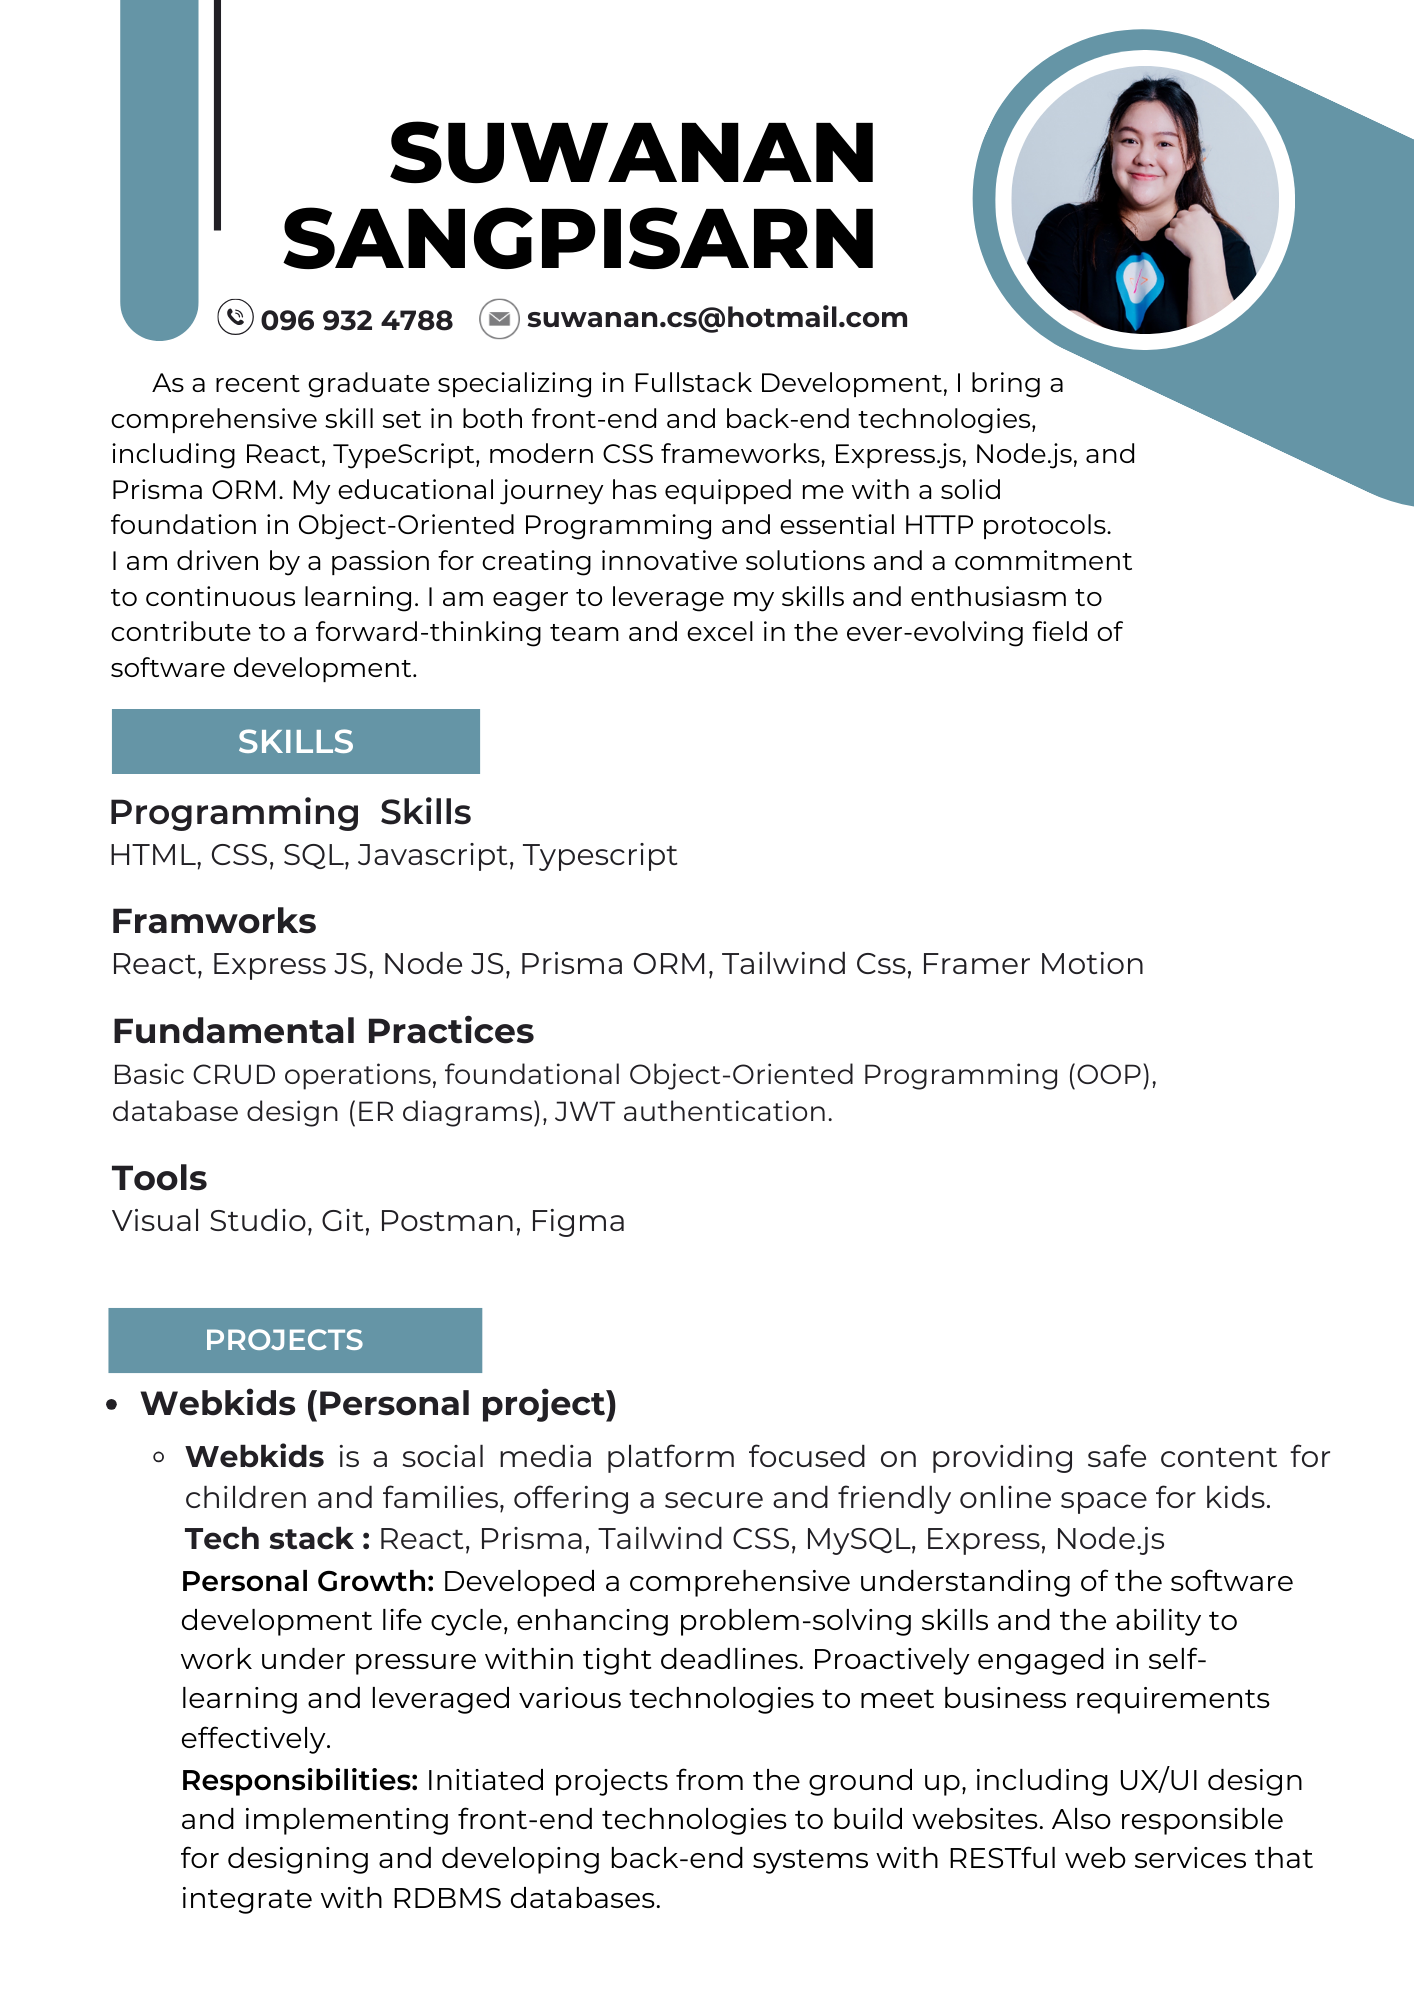 SUWANAN
SANGPISARN
096 932 4788 suwanan.cs@hotmail.com
As a recent graduate specializing in Fullstack Development, I bring a
comprehensive skill set in both front-end and back-end technologies,
including React, TypeScript, modern CSS frameworks, Express.js, Node.js, and
Prisma ORM. My educational journey has equipped me with a solid
foundation in Object-Oriented Programming and essential HTTP protocols.
I am driven by a passion for creating innovative solutions and a commitment
to continuous learning. I am eager to leverage my skills and enthusiasm to
contribute to a forward-thinking team and excel in the ever-evolving field of
software development.
SKILLS
Programming Skills
HTML, CSS, SQL, Javascript, Typescript
Framworks
React, Express JS, Node JS, Prisma ORM, Tailwind Css, Framer Motion
Fundamental Practices
Basic CRUD operations, foundational Object-Oriented Programming (OOP),
database design (ER diagrams), JWT authentication.
Tools
Visual Studio, Git, Postman, Figma
PROJECTS
• Webkids (Personal project)
◦ Webkids is a social media platform focused on providing safe content for
children and families, offering a secure and friendly online space for kids.
Tech stack : React, Prisma, Tailwind CSS, MySQL, Express, Node.js
Personal Growth: Developed a comprehensive understanding of the software
development life cycle, enhancing problem-solving skills and the ability to
work under pressure within tight deadlines. Proactively engaged in self-
learning and leveraged various technologies to meet business requirements
effectively.
Responsibilities: Initiated projects from the ground up, including UX/UI design
and implementing front-end technologies to build websites. Also responsible
for designing and developing back-end systems with RESTful web services that
integrate with RDBMS databases.